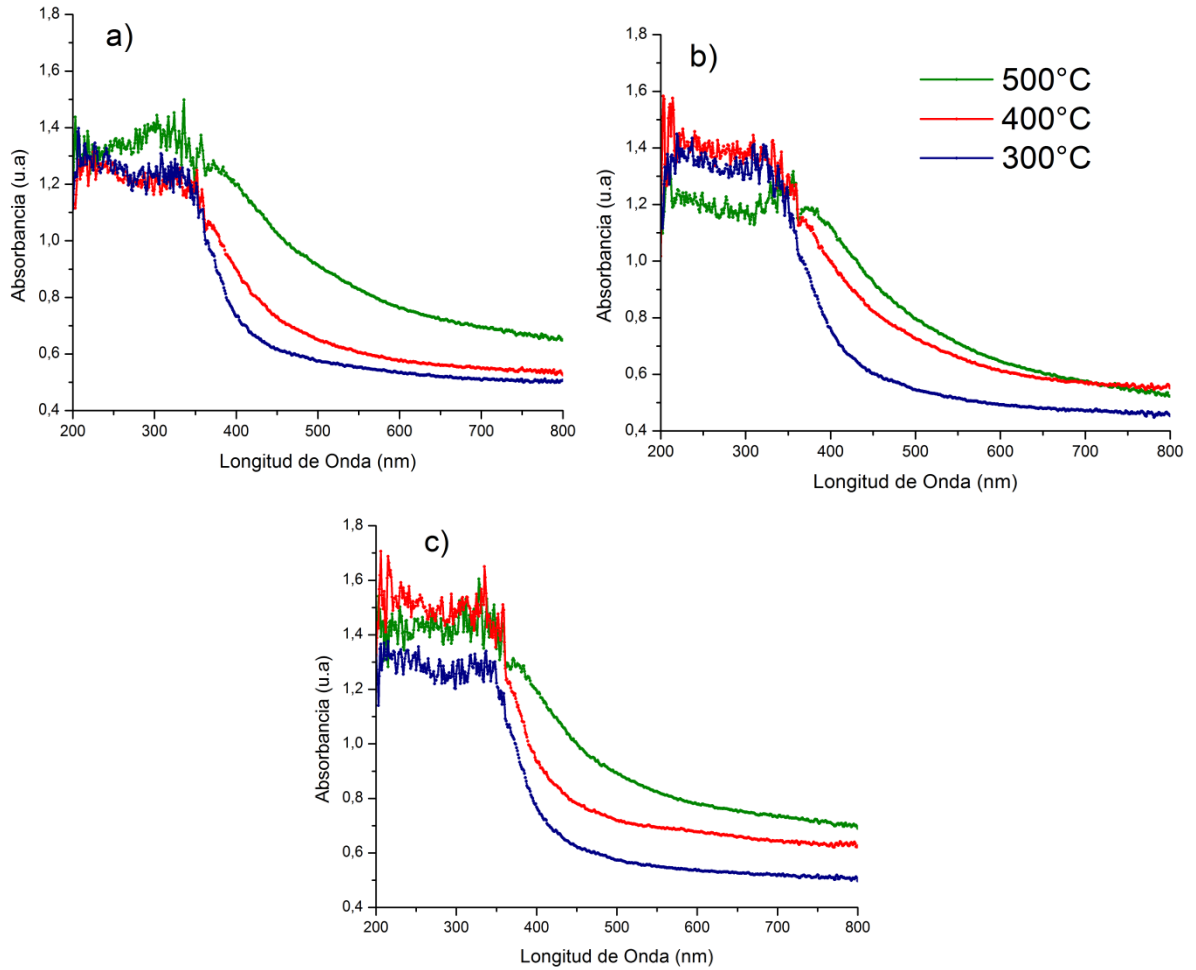 a)
1,8
1,6
1,4
1,2
1,0
0,8
0,6
0,4
Absorbancia (u.a)
200 300 400 500 600 700 800
Longitud de Onda (nm)
b)
500°C
400°C
300°C
1,8
1,6
1,4
1,2
1,0
0,8
0,6
0,4
Absorbancia (u.a)
200 300 400 500 600 700 800
Longitud de Onda (nm)
c)
1,8
1,6
1,4
1,2
1,0
0,8
0,6
0,4
Absorbancia (u.a)
200 300 400 500 600 700 800
Longitud de Onda (nm)